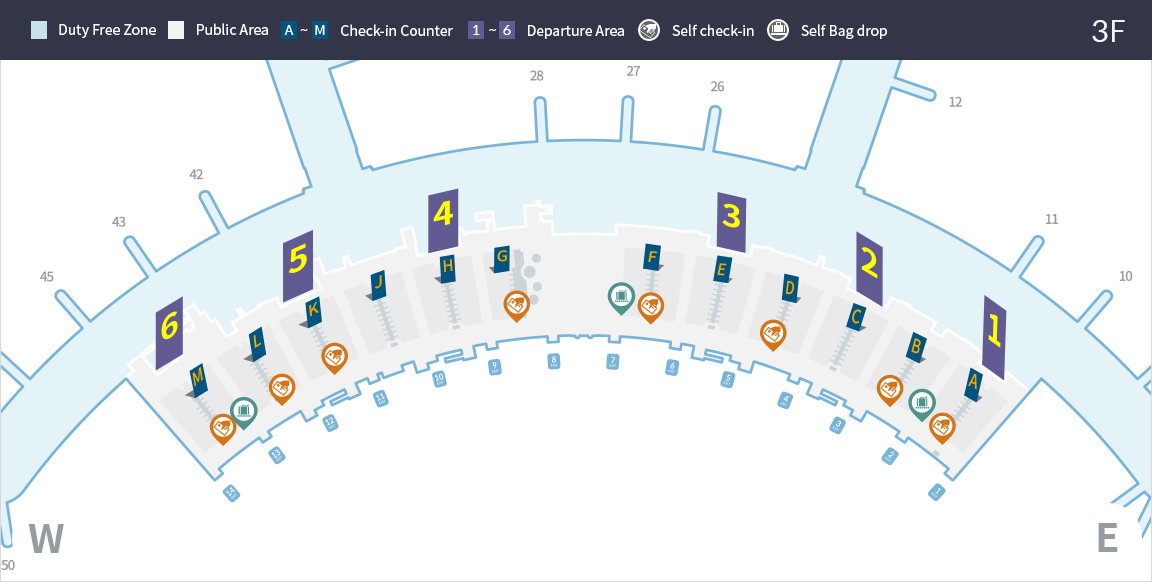 Duty Free Zone Public Area A ~ M Check-in Counter 1 ~ 6 Departure Area Self check-in Self Bag drop 3F
28 27 26 12
42 43 45 11 10
4 3 5 2 6 1
G F H E J D K C L B M A
8 7 9 6 10 5 11 4 12 3 13 2 14 1
W E
50